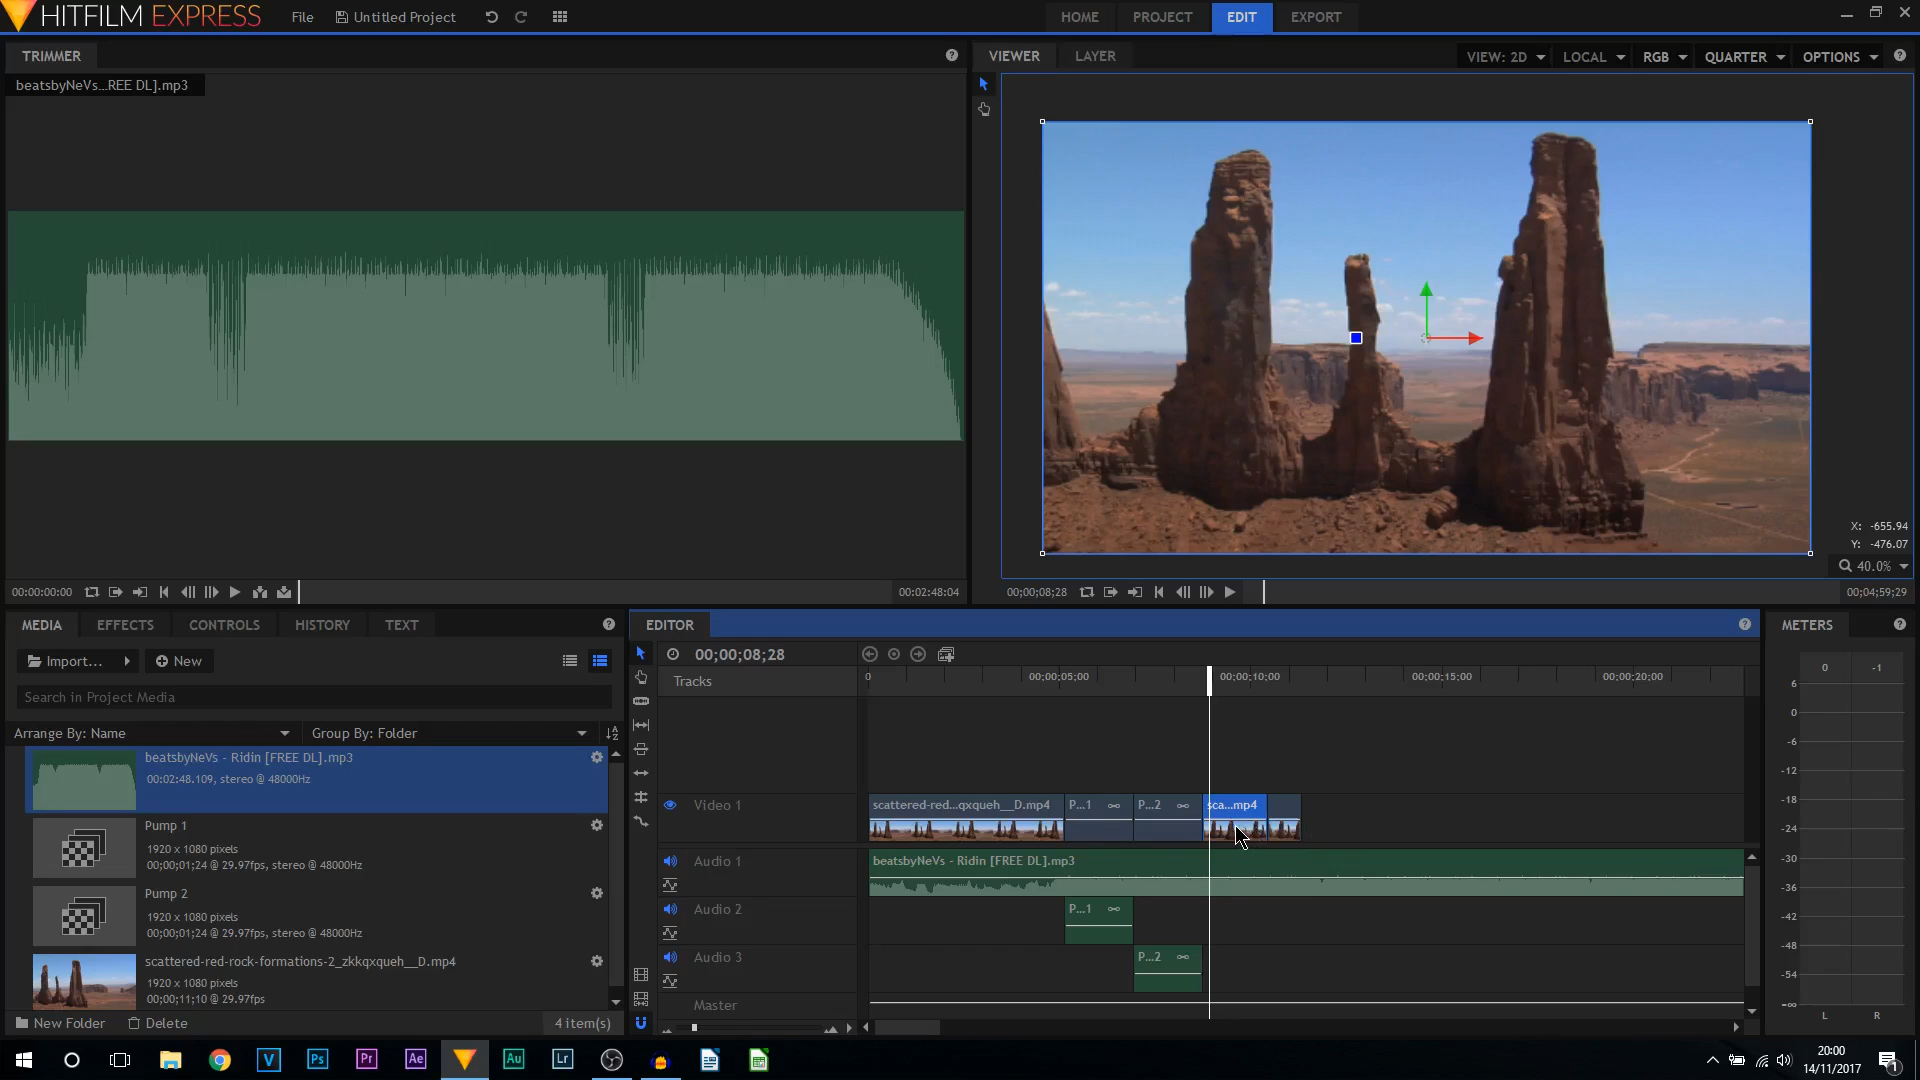 HITFILM EXPRESS
File
Untitled Project
HOME
PROJECT
EDIT
EXPORT
TRIMMER
beatsbyNeVs...REE DL].mp3
VIEWER
LAYER
VIEW: 2D
LOCAL
RGB
QUARTER
OPTIONS
X: -655.94
Y: -476.07
40.0%
00:00:00:00
00:02:48:04
00;00;08;28
00;04;59;29
MEDIA
EFFECTS
CONTROLS
HISTORY
TEXT
Import...
New
Search in Project Media
Arrange By: Name
Group By: Folder
beatsbyNeVs - Ridin [FREE DL].mp3
00:02:48.109, stereo @ 48000Hz
Pump 1
1920 x 1080 pixels
00;00;01;24 @ 29.97fps, stereo @ 48000Hz
Pump 2
1920 x 1080 pixels
00;00;01;24 @ 29.97fps, stereo @ 48000Hz
scattered-red-rock-formations-2_zkkqxqueh__D.mp4
1920 x 1080 pixels
00;00;11;10 @ 29.97fps
New Folder
Delete
4 item(s)
EDITOR
00;00;08;28
Tracks
0
00;00;05;00
00;00;10;00
00;00;15;00
00;00;20;00
Video 1
scattered-red...qxqueh__D.mp4
P...1
P...2
sca...mp4
Audio 1
beatsbyNeVs - Ridin [FREE DL].mp3
Audio 2
P...1
Audio 3
P...2
Master
METERS
0
-1
6
0
-6
-12
-18
-24
-30
-36
-42
-48
-54
-∞
L
R
V
Ps
Pr
Ae
Au
Lr
20:00
14/11/2017
1